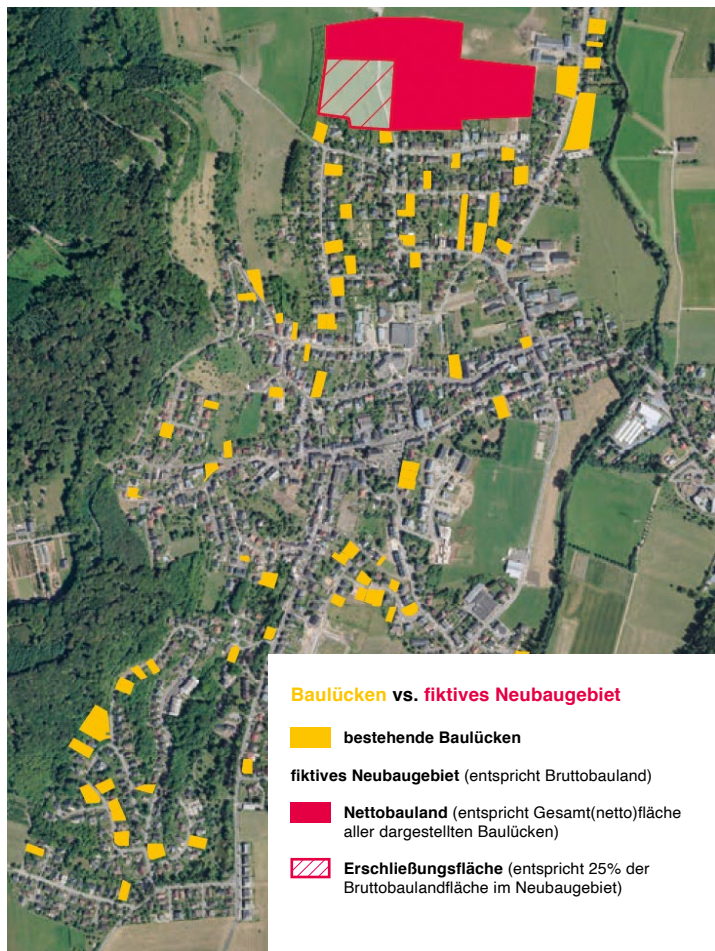 Baulücken vs. fiktives Neubaugebiet
bestehende Baulücken
fiktives Neubaugebiet (entspricht Bruttobauland)
Nettobauland (entspricht Gesamt(netto)fläche
aller dargestellten Baulücken)
Erschließungsfläche (entspricht 25% der
Bruttobaulandfläche im Neubaugebiet)